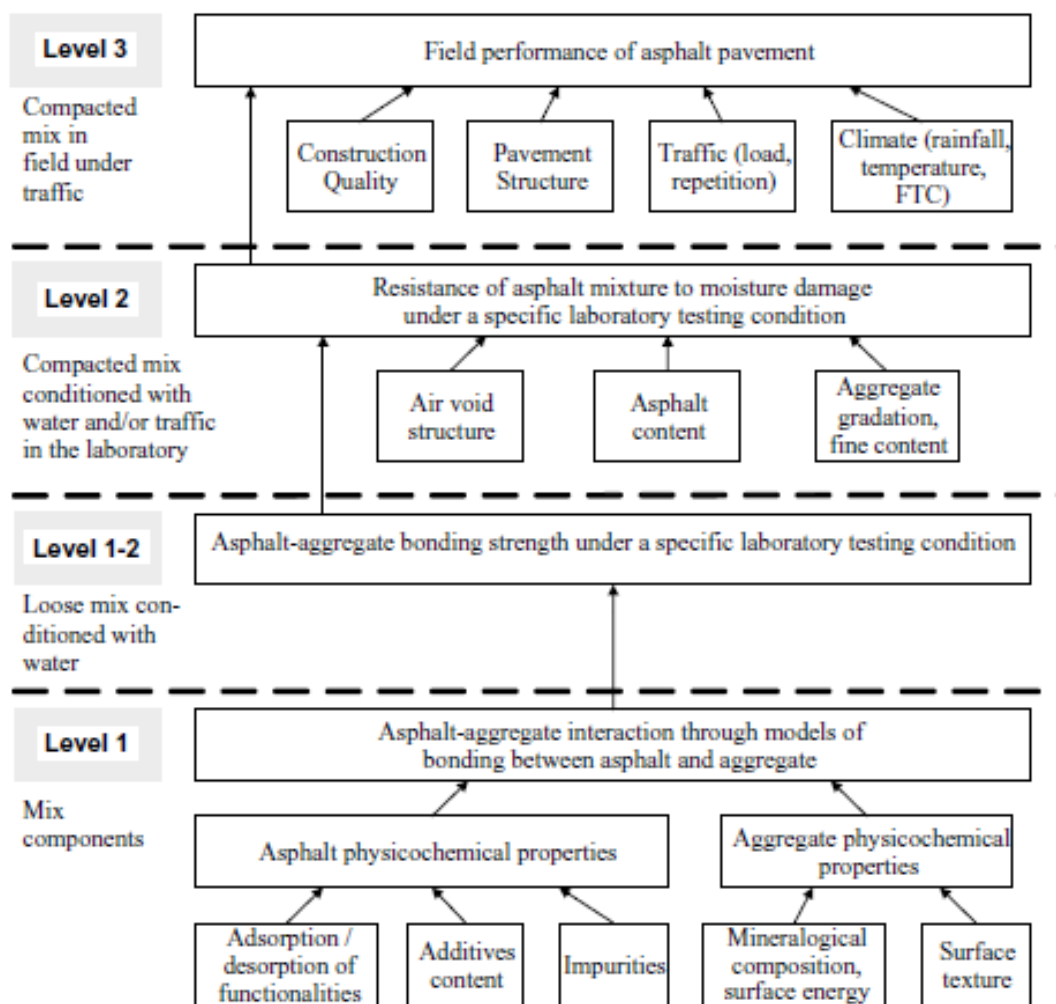 Level 3
Field performance of asphalt pavement
Compacted
mix in
field under
traffic
Construction
Quality
Pavement
Structure
Traffic (load,
repetition)
Climate (rainfall,
temperature,
FTC)
Level 2
Resistance of asphalt mixture to moisture damage
under a specific laboratory testing condition
Compacted mix
conditioned with
water and/or traffic
in the laboratory
Air void
structure
Asphalt
content
Aggregate
gradation,
fine content
Level 1-2
Asphalt-aggregate bonding strength under a specific laboratory testing condition
Loose mix con-
ditioned with
water
Level 1
Asphalt-aggregate interaction through models of
bonding between asphalt and aggregate
Mix
components
Asphalt physicochemical properties
Aggregate physicochemical
properties
Adsorption /
desorption of
functionalities
Additives
content
Impurities
Mineralogical
composition,
surface energy
Surface
texture